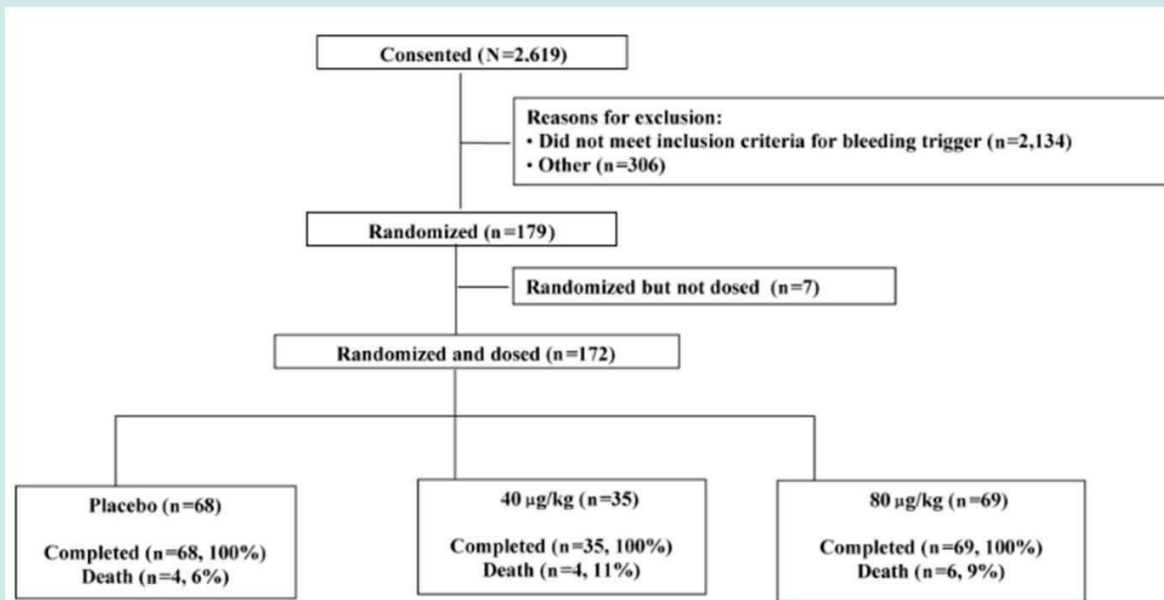 Consented (N=2.619)
Reasons for exclusion:
• Did not meet inclusion criteria for bleeding trigger (n=2,134)
• Other (n=306)
Randomized (n=179)
Randomized but not dosed (n=7)
Randomized and dosed (n=172)
Placebo (n=68)
Completed (n=68, 100%)
Death (n=4, 6%)
40 µg/kg (n=35)
Completed (n=35, 100%)
Death (n=4, 11%)
80 µg/kg (n=69)
Completed (n=69, 100%)
Death (n=6, 9%)